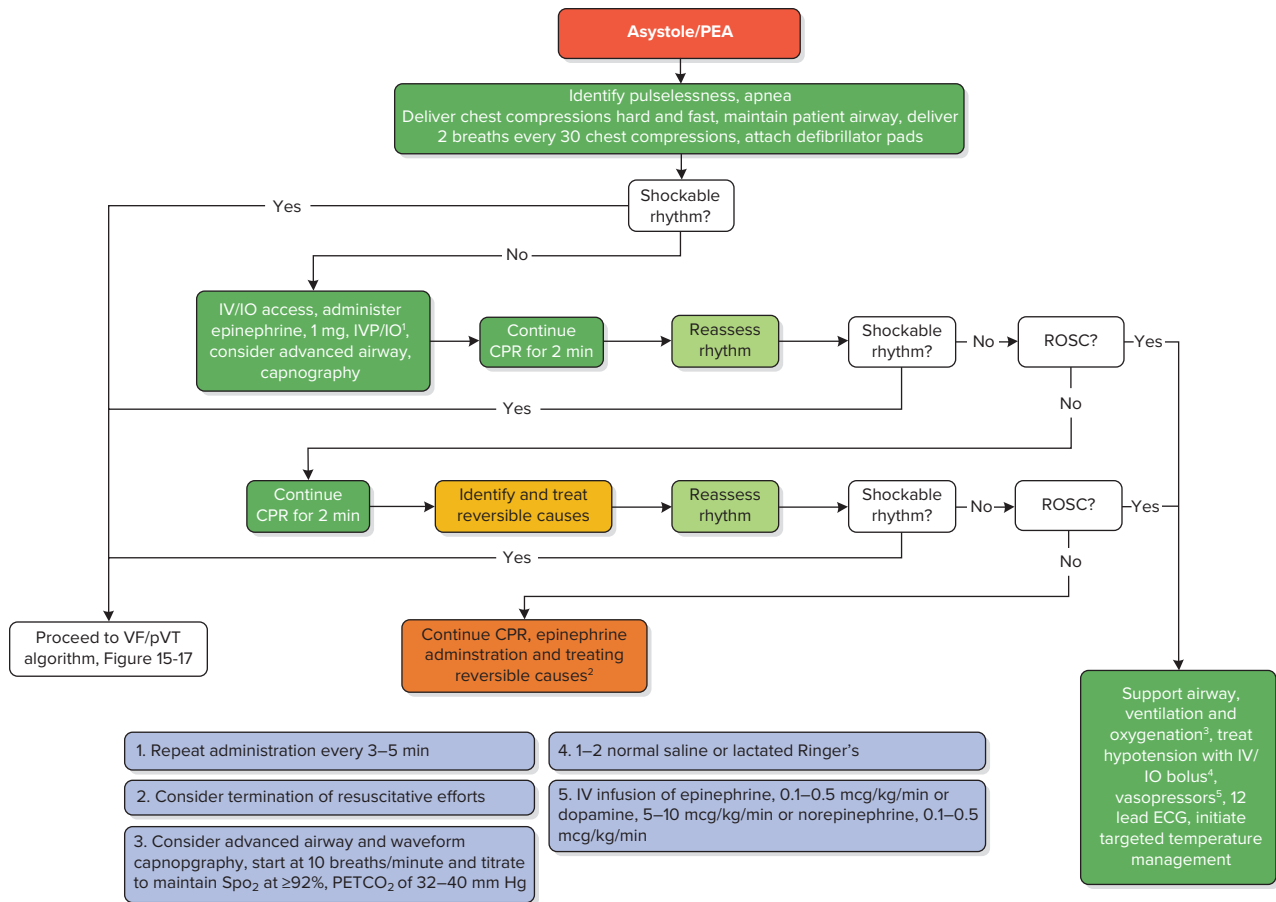 Asystole/PEA
Identify pulselessness, apnea
Deliver chest compressions hard and fast, maintain patient airway, deliver
2 breaths every 30 chest compressions, attach defibrillator pads
Shockable
rhythm?
Yes
No
IV/IO access, administer
epinephrine, 1 mg, IVP/IO¹,
consider advanced airway,
capnography
Continue
CPR for 2 min
Reassess
rhythm
Shockable
rhythm?
No
ROSC?
Yes
Yes
No
Continue
CPR for 2 min
Identify and treat
reversible causes
Reassess
rhythm
Shockable
rhythm?
No
ROSC?
Yes
Yes
No
Proceed to VF/pVT
algorithm, Figure 15-17
Continue CPR, epinephrine
adminstration and treating
reversible causes²
Support airway,
ventilation and
oxygenation³, treat
hypotension with IV/
IO bolus⁴,
vasopressors⁵, 12
lead ECG, initiate
targeted temperature
management
1. Repeat administration every 3–5 min
2. Consider termination of resuscitative efforts
3. Consider advanced airway and waveform
capnopgraphy, start at 10 breaths/minute and titrate
to maintain Spo₂ at ≥92%, PETCO₂ of 32–40 mm Hg
4. 1–2 normal saline or lactated Ringer's
5. IV infusion of epinephrine, 0.1–0.5 mcg/kg/min or
dopamine, 5–10 mcg/kg/min or norepinephrine, 0.1–0.5
mcg/kg/min